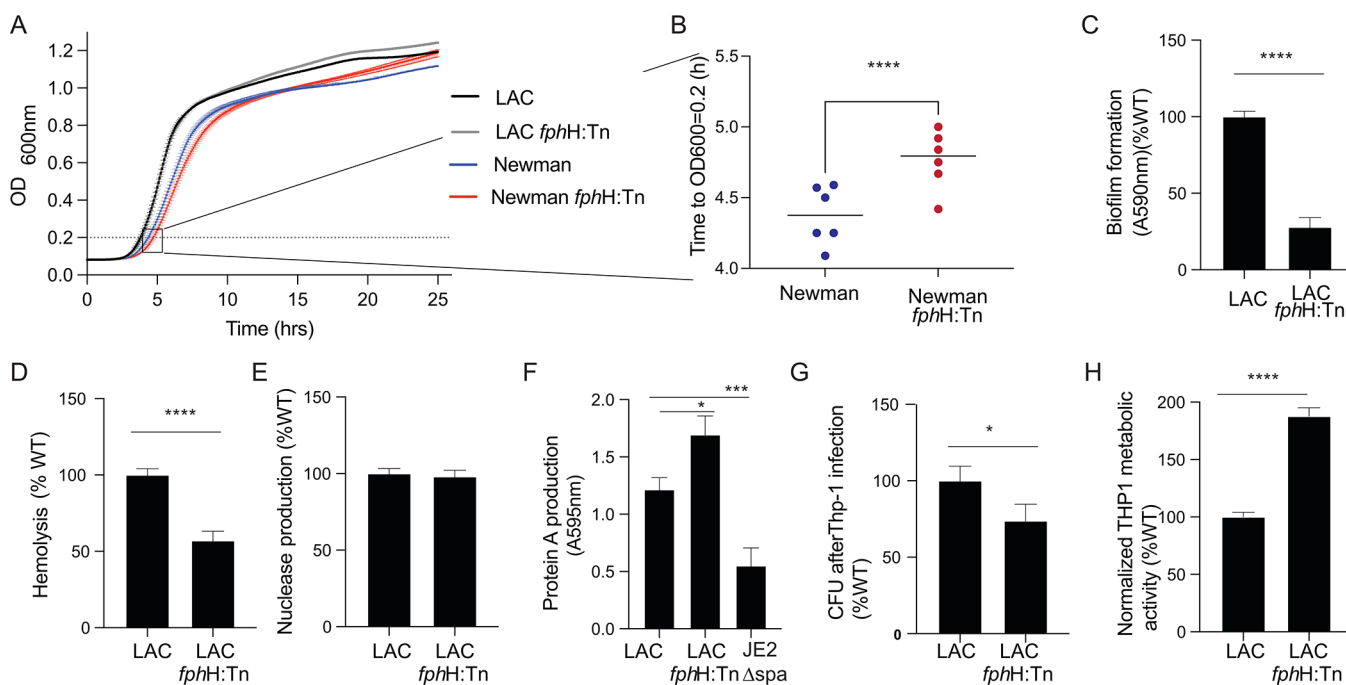 A
OD 600nm
1.2
1.0
0.8
0.6
0.4
0.2
0.0
0
5
10
15
20
25
Time (hrs)
LAC
LAC fphH:Tn
Newman
Newman fphH:Tn
B
Time to OD600=0.2 (h)
5.5
5.0
4.5
4.0
****
Newman
Newman
fphH:Tn
C
Biofilm formation
(A590nm)(%WT)
150
100
50
0
****
LAC
LAC
fphH:Tn
D
Hemolysis (% WT)
150
100
50
0
****
LAC
LAC
fphH:Tn
E
Nuclease production (%WT)
150
100
50
0
LAC
LAC
fphH:Tn
F
Protein A production
(A595nm)
2.0
1.5
1.0
0.5
0.0
***
*
LAC
LAC
fphH:Tn
JE2
Δspa
G
CFU afterThp-1 infection
(%WT)
150
100
50
0
*
LAC
LAC
fphH:Tn
H
Normalized THP1 metabolic
activity (%WT)
200
150
100
50
0
****
LAC
LAC
fphH:Tn